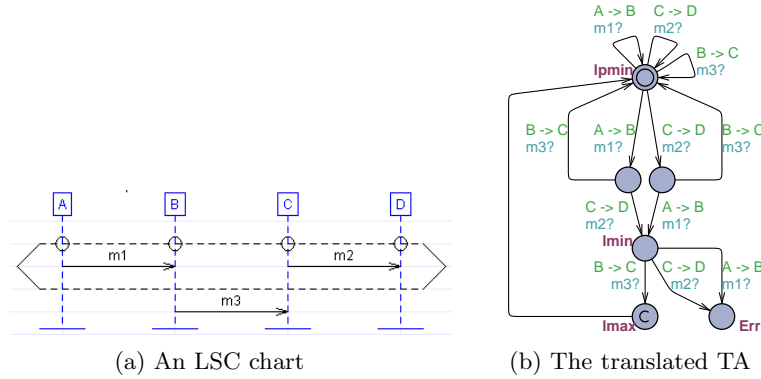 A
B
C
D
m1
m2
m3
(a) An LSC chart
A -> B
m1?
C -> D
m2?
B -> C
m3?
lpmin
B -> C
m3?
A -> B
m1?
C -> D
m2?
B -> C
m3?
C -> D
m2?
A -> B
m1?
lmin
B -> C
m3?
C -> D
m2?
A -> B
m1?
C
lmax
Err
(b) The translated TA